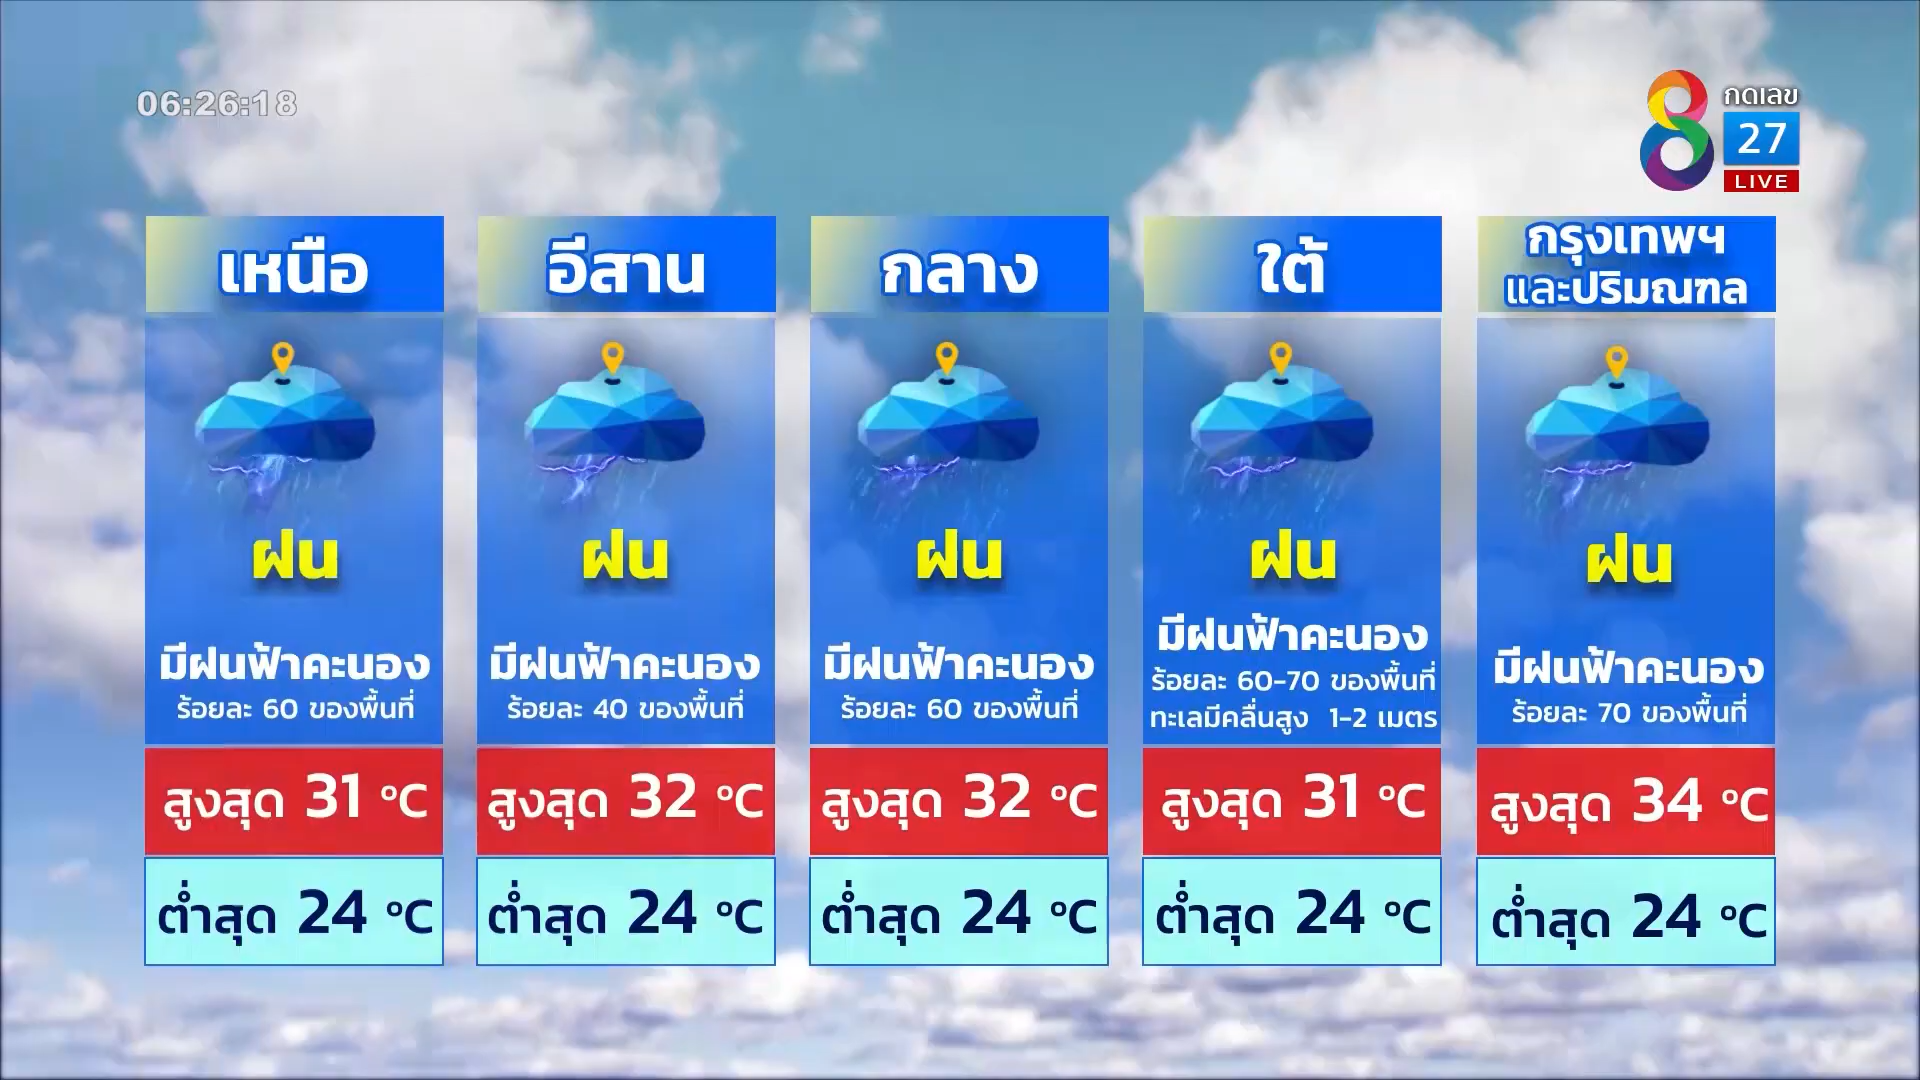 06:26:18
8
กดเลข
27
LIVE
เหนือ
ฝน
มีฝนฟ้าคะนอง
ร้อยละ 60 ของพื้นที่
สูงสุด 31 °C
ต่ำสุด 24 °C
อีสาน
ฝน
มีฝนฟ้าคะนอง
ร้อยละ 40 ของพื้นที่
สูงสุด 32 °C
ต่ำสุด 24 °C
กลาง
ฝน
มีฝนฟ้าคะนอง
ร้อยละ 60 ของพื้นที่
สูงสุด 32 °C
ต่ำสุด 24 °C
ใต้
ฝน
มีฝนฟ้าคะนอง
ร้อยละ 60-70 ของพื้นที่
ทะเลมีคลื่นสูง 1-2 เมตร
สูงสุด 31 °C
ต่ำสุด 24 °C
กรุงเทพฯ
และปริมณฑล
ฝน
มีฝนฟ้าคะนอง
ร้อยละ 70 ของพื้นที่
สูงสุด 34 °C
ต่ำสุด 24 °C